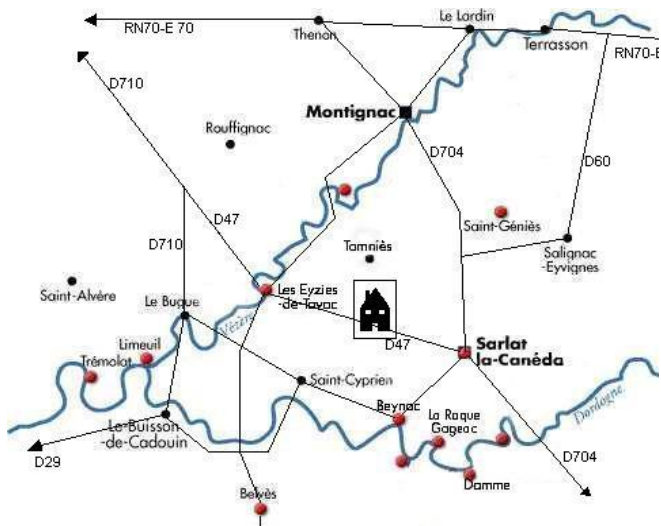 Le Lardin
RN70-E 70
Thenon
Terrasson
RN70-E
D710
Montignac
Rouffignac
D704
D60
D47
Saint-Géniès
D710
Tamniès
Salignac
-Eyvignes
Saint-Alvère
Les Eyzies
-de-Tayac
Le Bugue
Vézère
Limeuil
D47
Sarlat
la-Canéda
Trémolat
Saint-Cyprien
Beynac
Dordogne
Le-Buisson
-de-Cadouin
La Roque
Gageac
D29
D704
Damme
Belvès